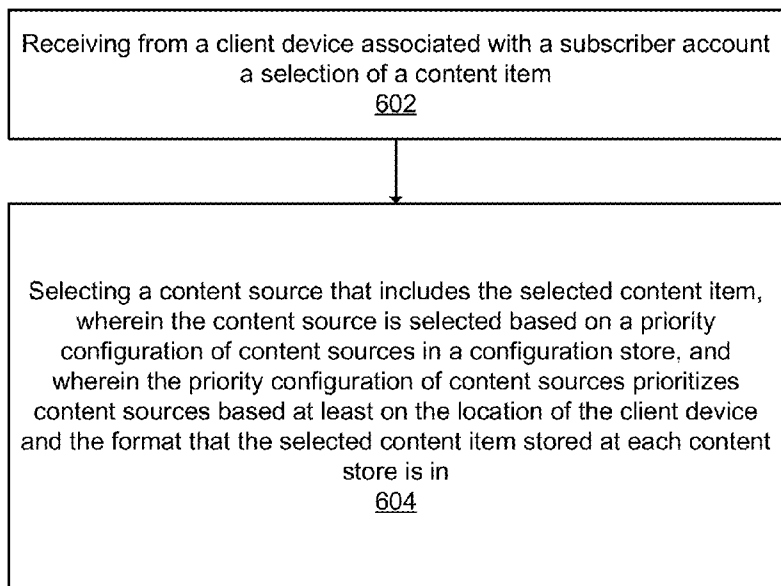 Receiving from a client device associated with a subscriber account
a selection of a content item
602
Selecting a content source that includes the selected content item,
wherein the content source is selected based on a priority
configuration of content sources in a configuration store, and
wherein the priority configuration of content sources prioritizes
content sources based at least on the location of the client device
and the format that the selected content item stored at each content
store is in
604